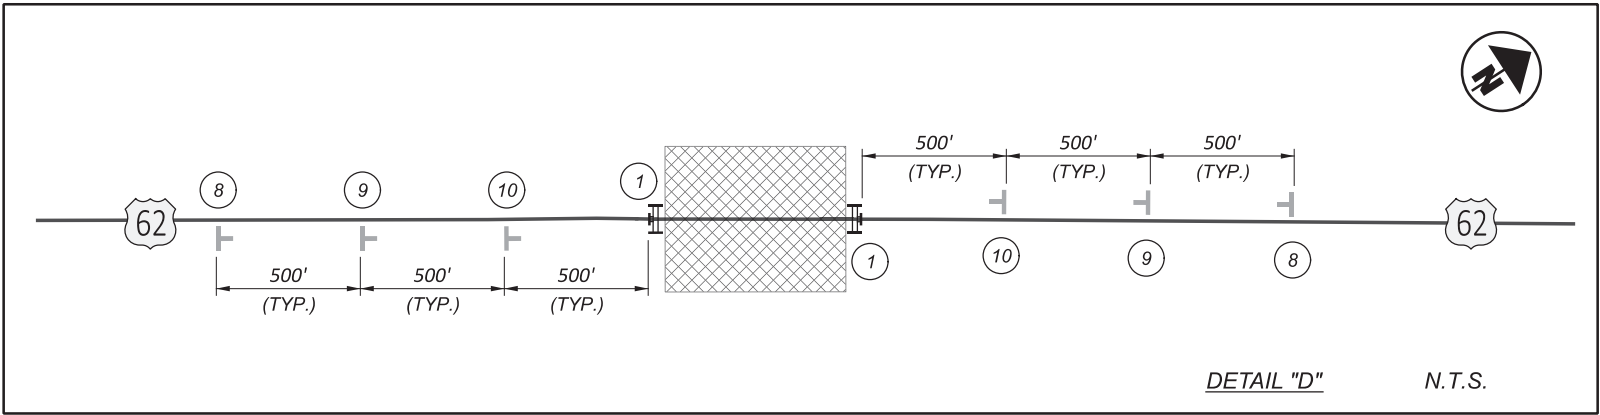 N
500' 500' 500'
(TYP.) (TYP.) (TYP.)
8 9 10 1
62 62
1 10 9 8
500' 500' 500'
(TYP.) (TYP.) (TYP.)
DETAIL "D" N.T.S.